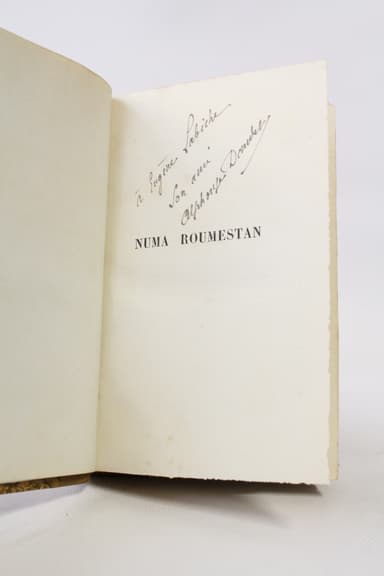 à Eugène Labiche
Son ami
Alphonse Daudet
NUMA ROUMESTAN